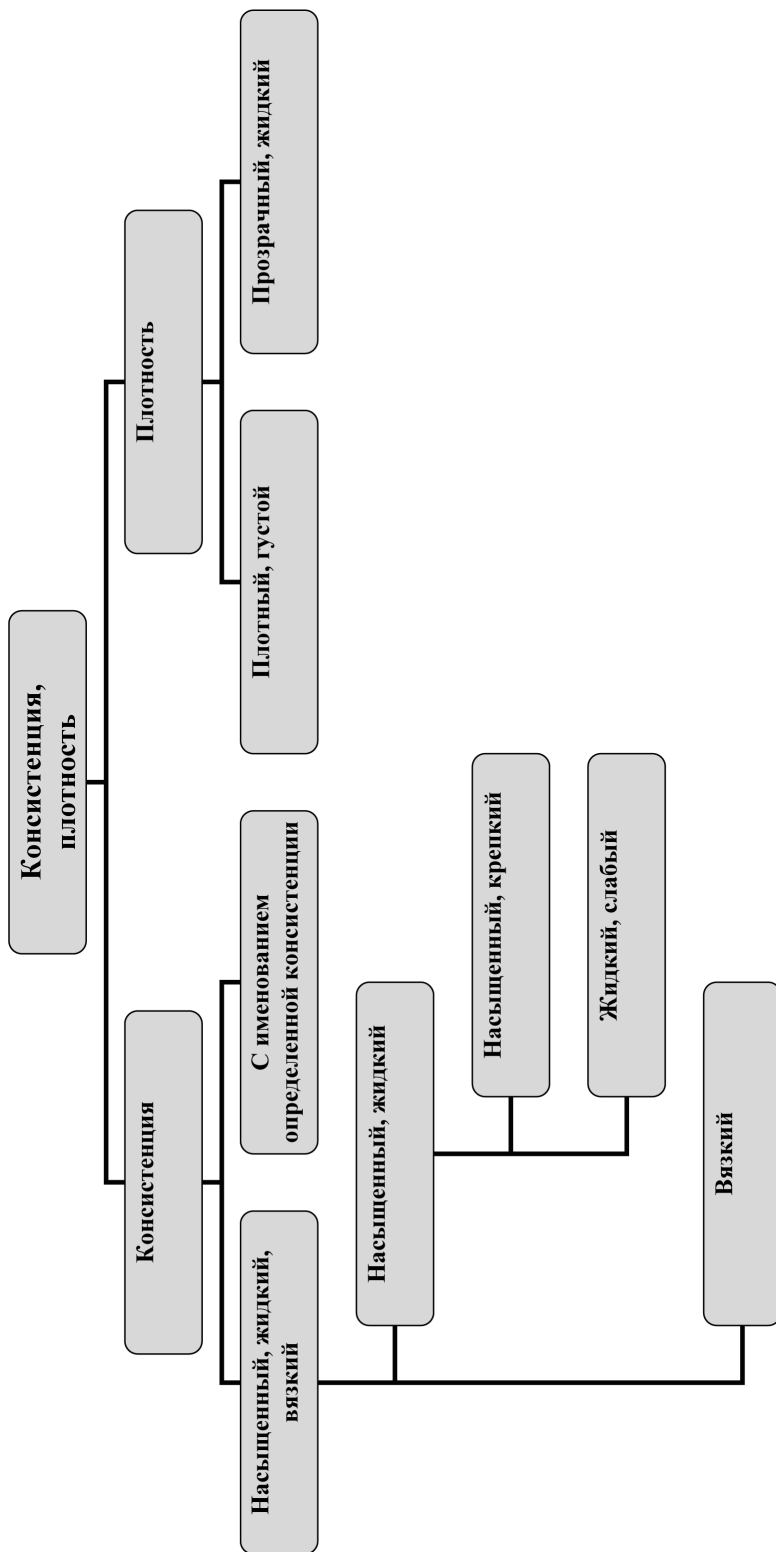 Консистенция,
плотность
Консистенция
Плотность
Насыщенный, жидкий,
вязкий
С именованием
определенной консистенции
Плотный, густой
Прозрачный, жидкий
Насыщенный, жидкий
Насыщенный, крепкий
Жидкий, слабый
Вязкий